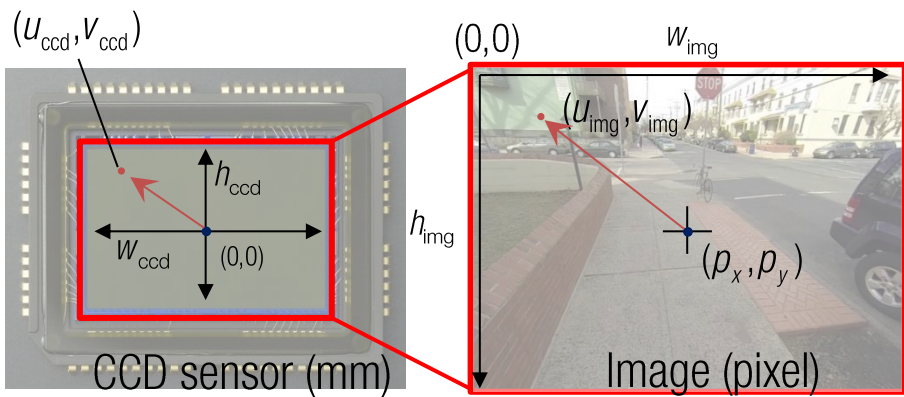 (u_ccd,v_ccd)
(0,0)
w_img
STOP
(u_img,v_img)
h_ccd
h_img
w_ccd
(0,0)
(p_x,p_y)
CCD sensor (mm)
Image (pixel)